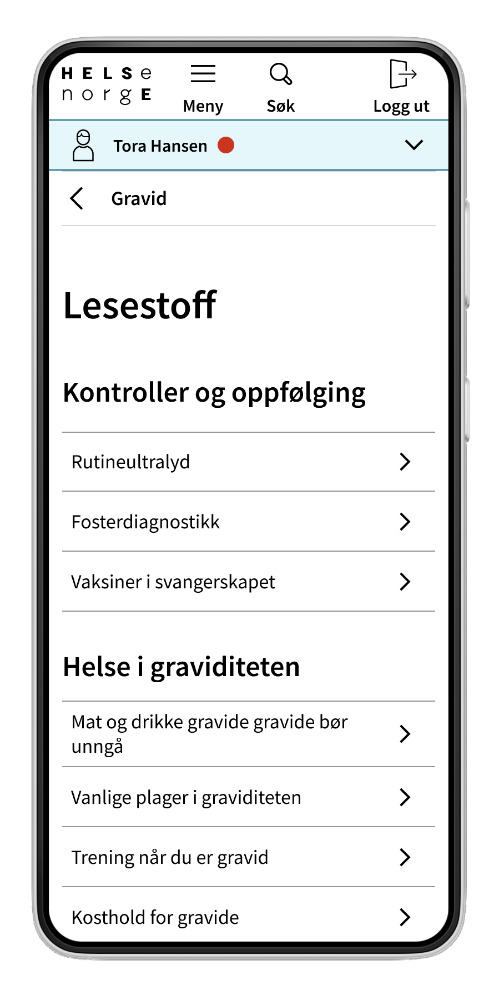 HELSe
norgE
Meny
Søk
Logg ut
Tora Hansen
Gravid
Lesestoff
Kontroller og oppfølging
Rutineultralyd
Fosterdiagnostikk
Vaksiner i svangerskapet
Helse i graviditeten
Mat og drikke gravide gravide bør
unngå
Vanlige plager i graviditeten
Trening når du er gravid
Kosthold for gravide